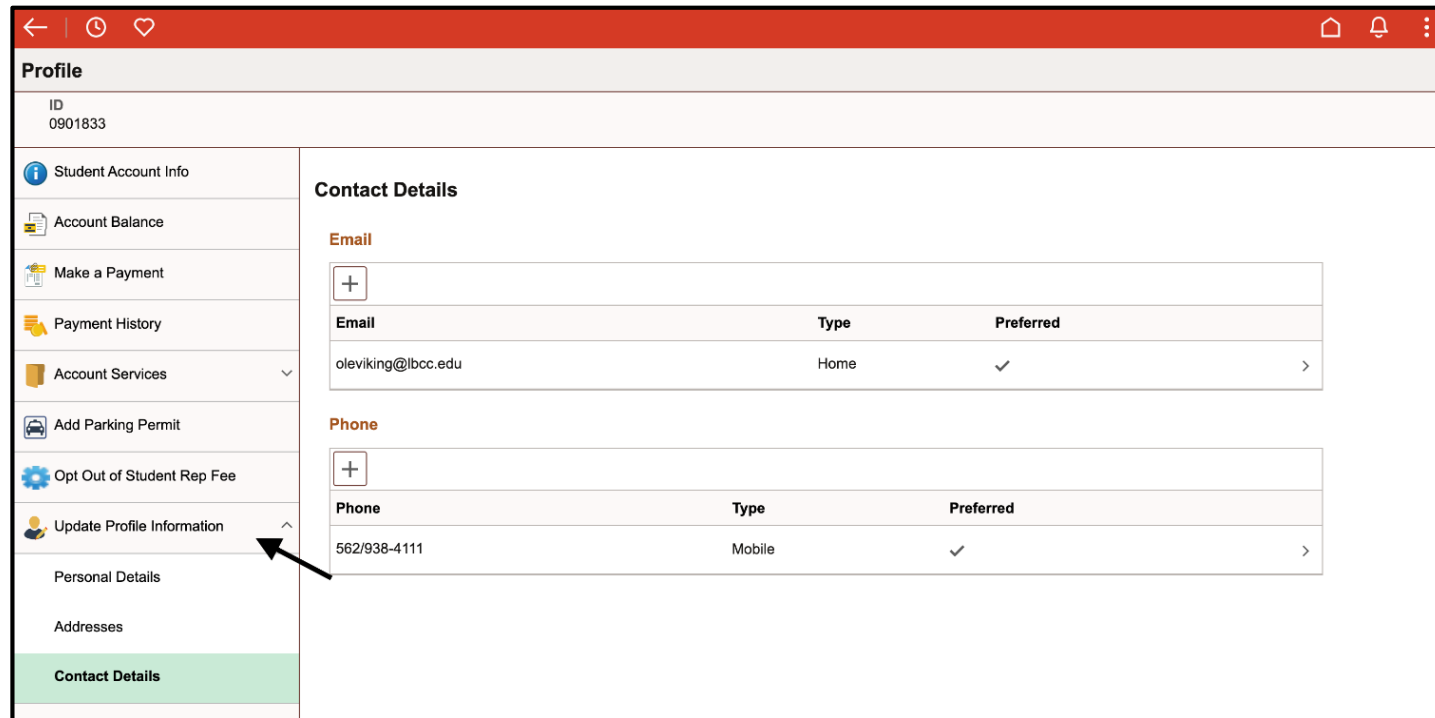 Profile
ID
0901833
Student Account Info
Account Balance
Make a Payment
Payment History
Account Services
Add Parking Permit
Opt Out of Student Rep Fee
Update Profile Information
Personal Details
Addresses
Contact Details
Contact Details
Email
Email Type Preferred
oleviking@lbcc.edu Home
Phone
Phone Type Preferred
562/938-4111 Mobile